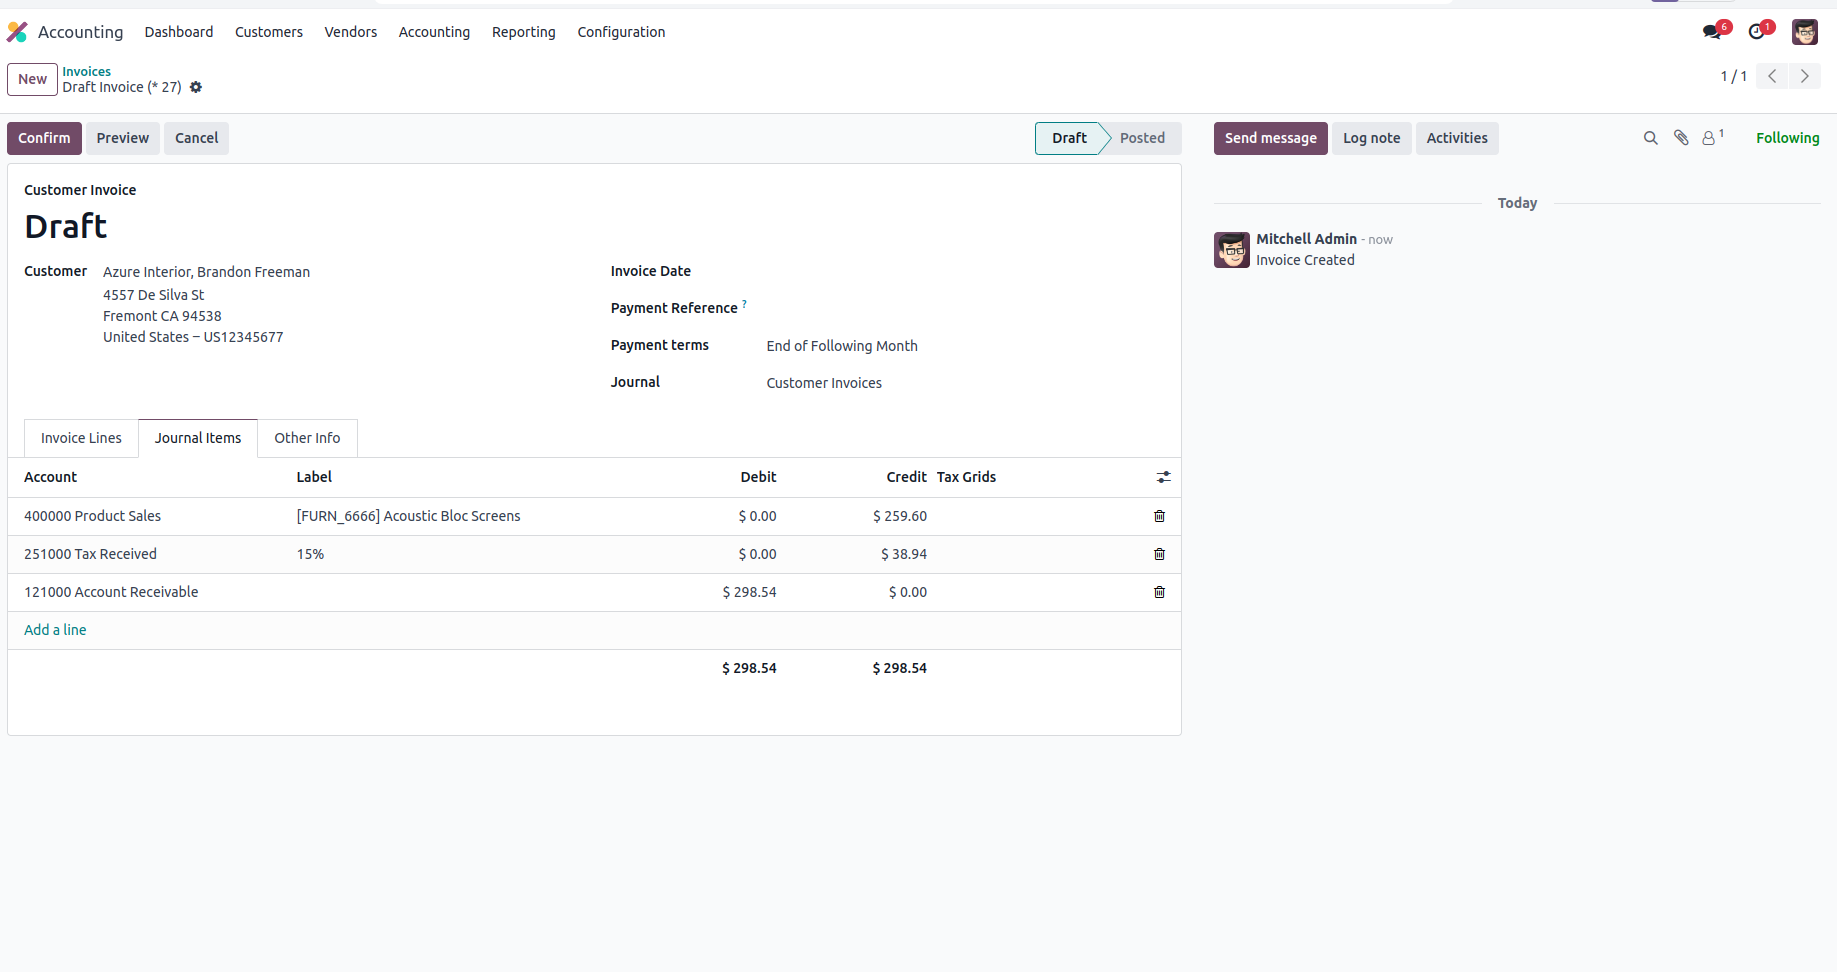 Accounting Dashboard Customers Vendors Accounting Reporting Configuration 6 1
New Invoices
Draft Invoice (* 27) 1 / 1
Confirm Preview Cancel Draft Posted Send message Log note Activities 1 Following
Customer Invoice
Draft
Customer Azure Interior, Brandon Freeman
4557 De Silva St
Fremont CA 94538
United States – US12345677
Invoice Date
Payment Reference ?
Payment terms End of Following Month
Journal Customer Invoices
Invoice Lines Journal Items Other Info
Account Label Debit Credit Tax Grids
400000 Product Sales [FURN_6666] Acoustic Bloc Screens $ 0.00 $ 259.60
251000 Tax Received 15% $ 0.00 $ 38.94
121000 Account Receivable $ 298.54 $ 0.00
Add a line
$ 298.54 $ 298.54
Today
Mitchell Admin - now
Invoice Created